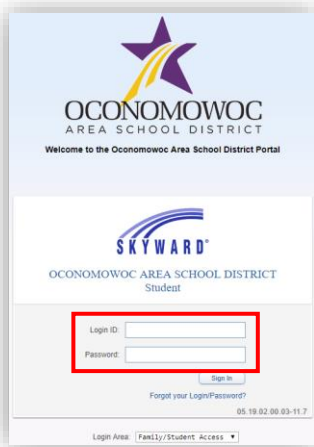 OCONOMOWOC
AREA SCHOOL DISTRICT
Welcome to the Oconomowoc Area School District Portal
SKYWARD®
OCONOMOWOC AREA SCHOOL DISTRICT
Student
Login ID:
Password:
Sign In
Forgot your Login/Password?
05.19.02.00.03-11.7
Login Area: Family/Student Access ▼